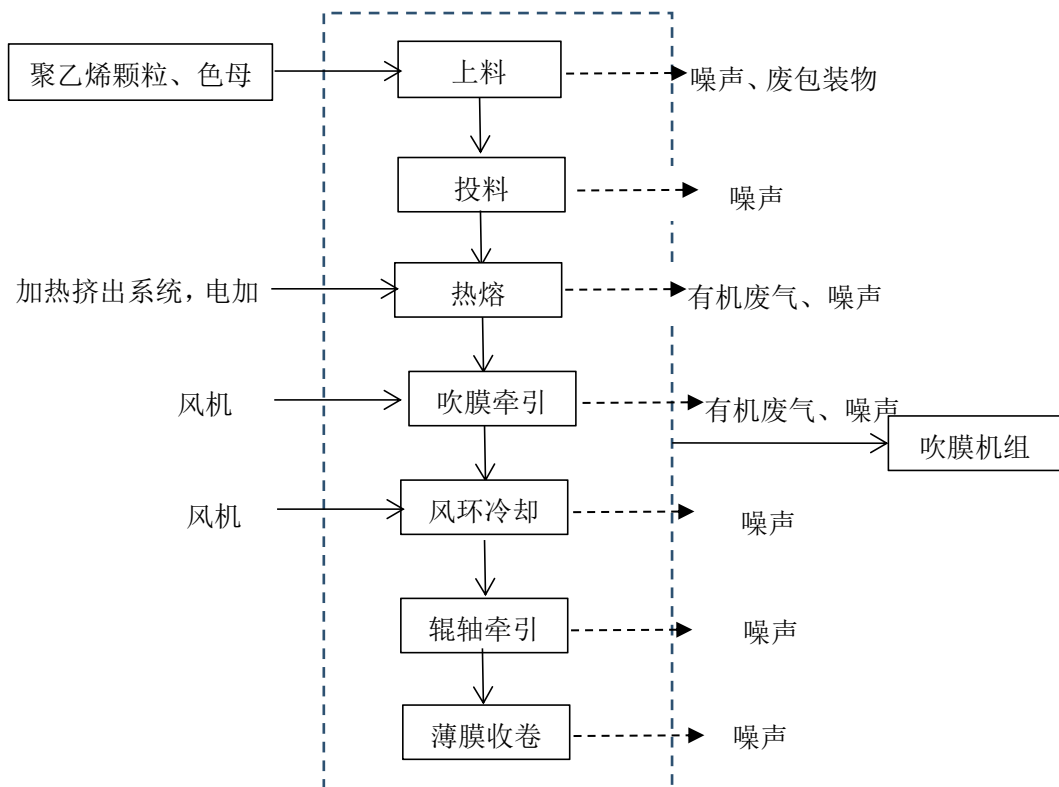 聚乙烯颗粒、色母
上料
噪声、废包装物
投料
噪声
加热挤出系统，电加
热熔
有机废气、噪声
风机
吹膜牵引
有机废气、噪声
吹膜机组
风机
风环冷却
噪声
辊轴牵引
噪声
薄膜收卷
噪声